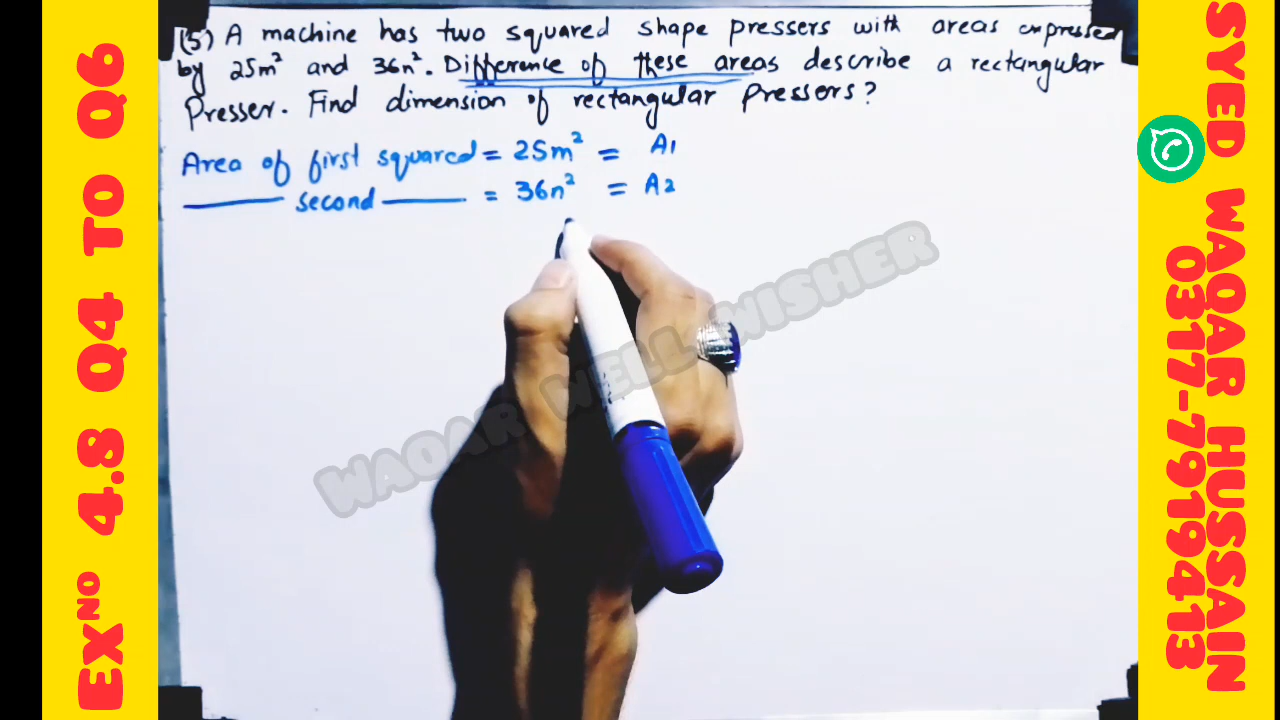 (5) A machine has two squared shape pressers with areas expressed
by 25m² and 36n². Difference of these areas describe a rectangular
Presser. Find dimension of rectangular Pressers?
Area of first squared = 25m² = A1
——— second ——— = 36n² = A2
WAQAR WELL WISHER
EXᴺᴼ 4.8 Q4 TO Q6
SYED WAQAR HUSSAIN
0317-7919413